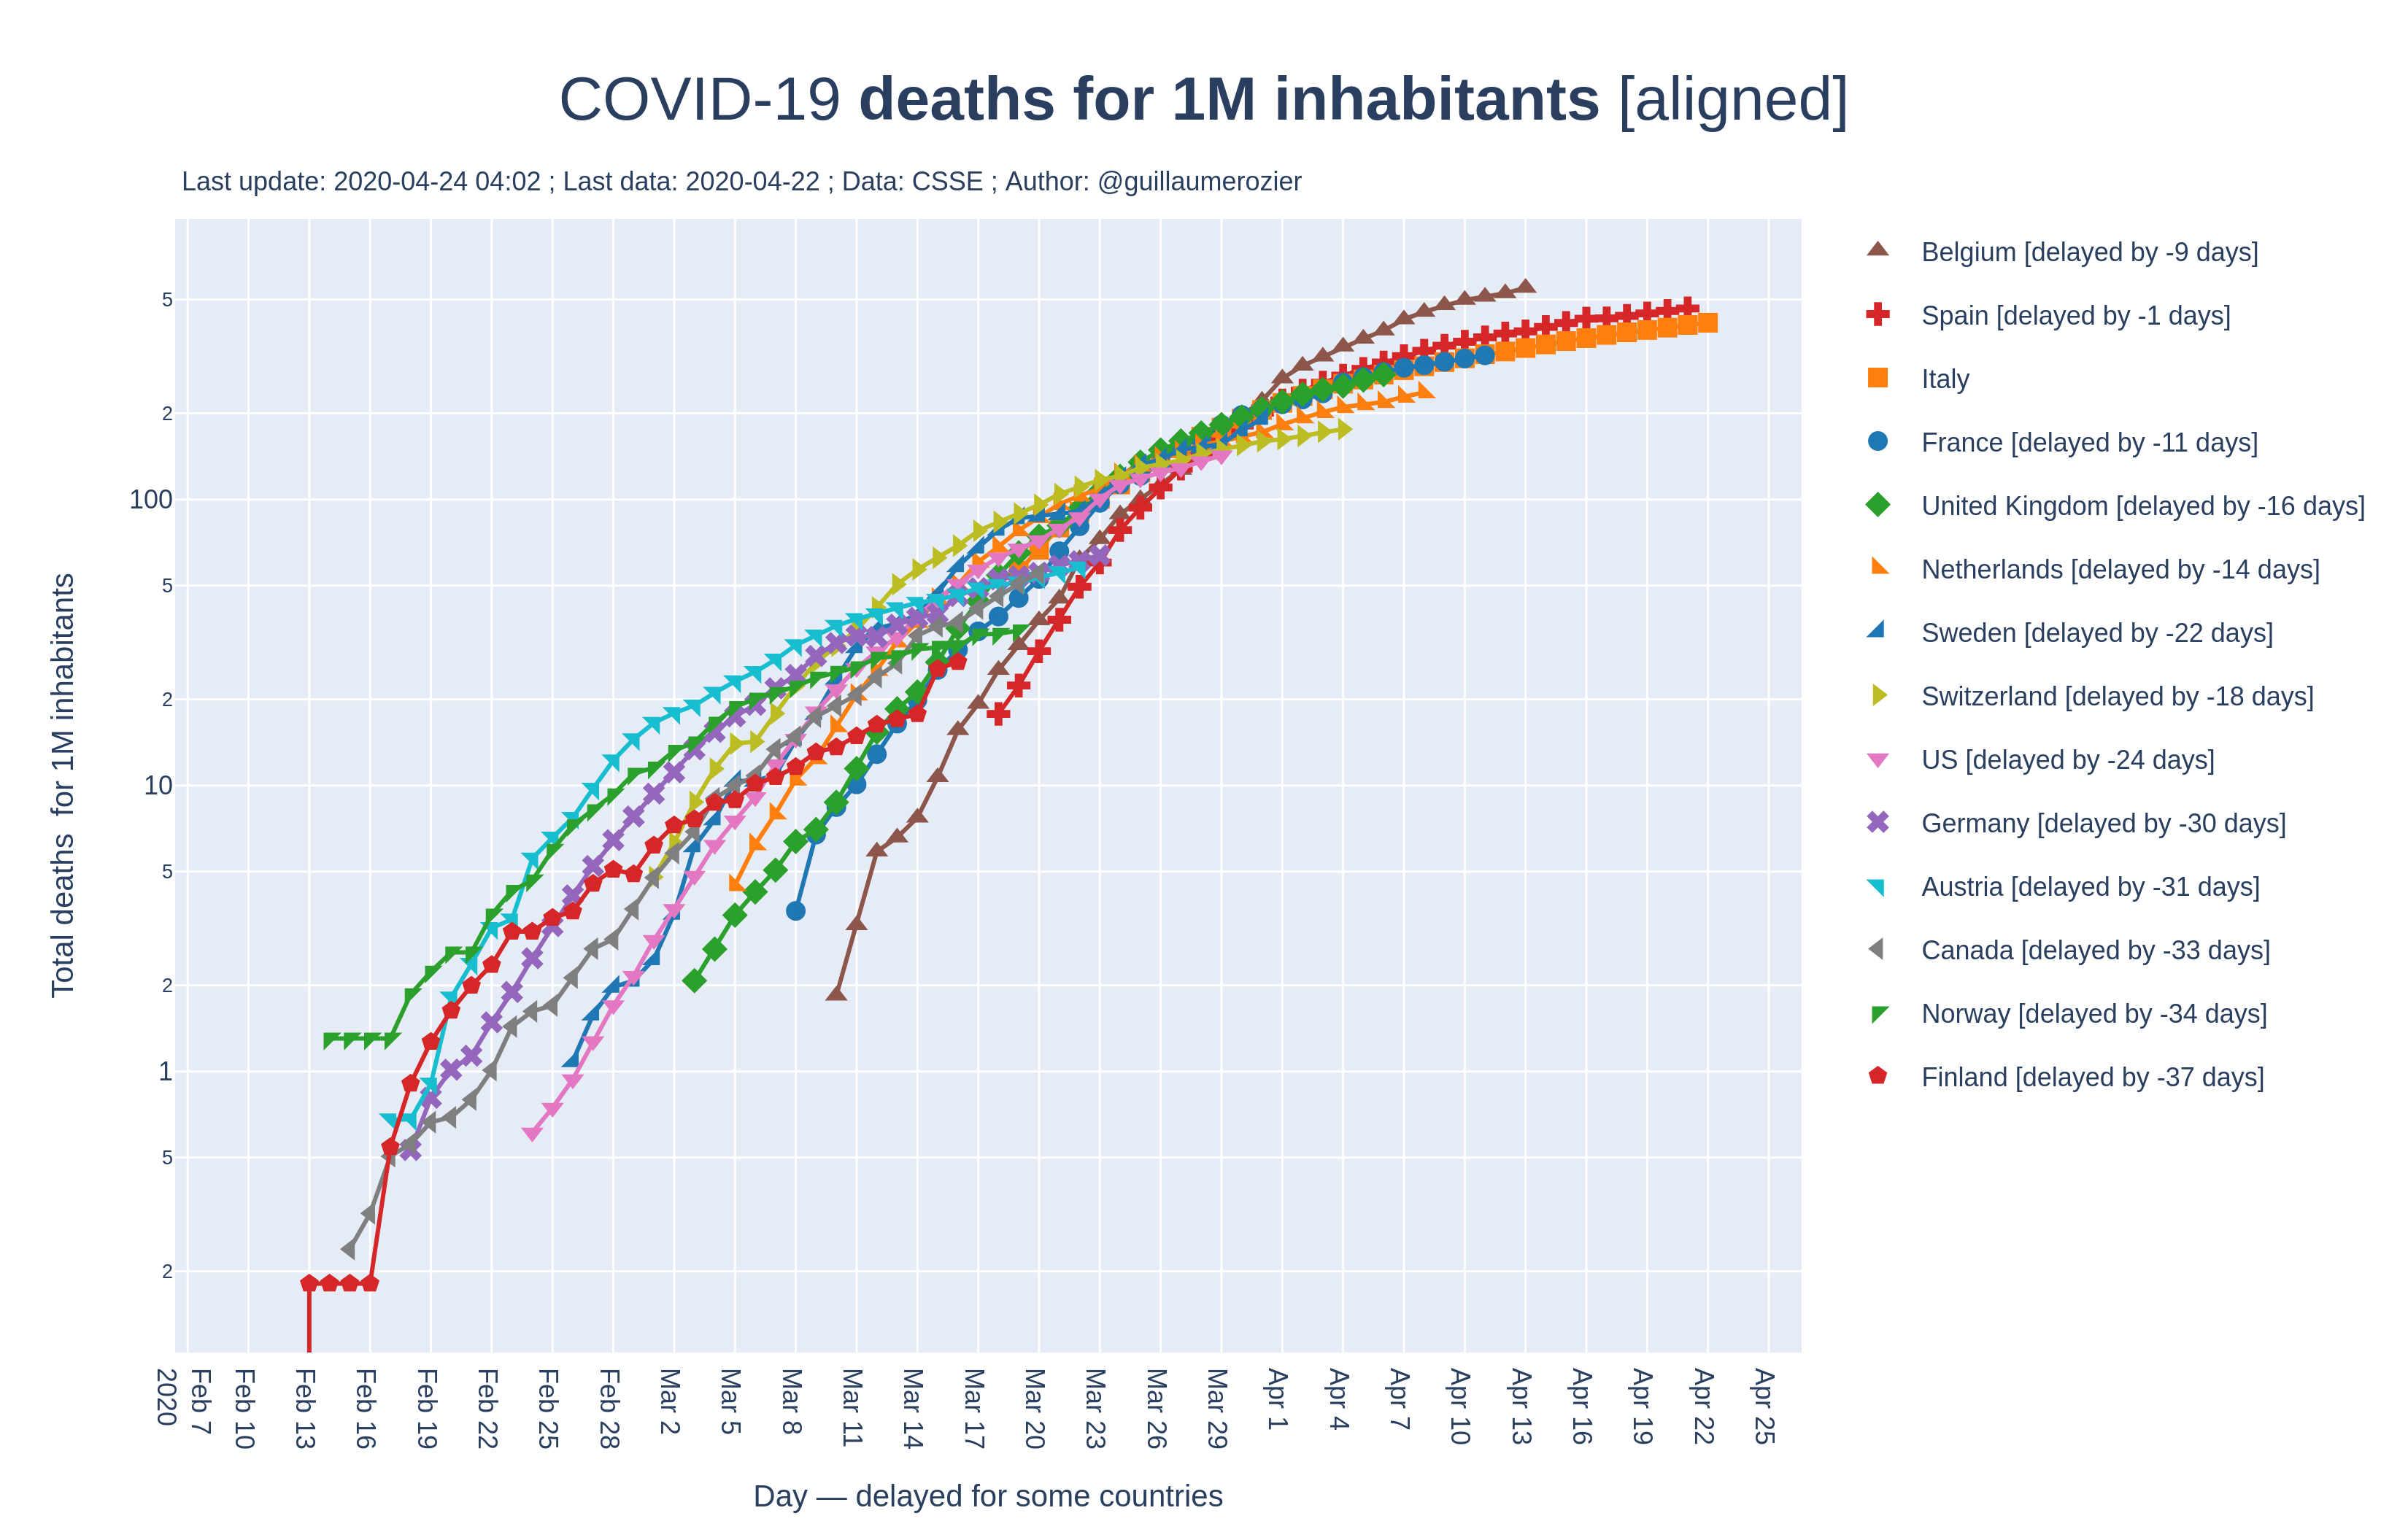 COVID-19 deaths for 1M inhabitants [aligned]
Last update: 2020-04-24 04:02 ; Last data: 2020-04-22 ; Data: CSSE ; Author: @guillaumerozier
Total deaths for 1M inhabitants
5
2
100
5
2
10
5
2
1
5
2
Feb 7
2020
Feb 10
Feb 13
Feb 16
Feb 19
Feb 22
Feb 25
Feb 28
Mar 2
Mar 5
Mar 8
Mar 11
Mar 14
Mar 17
Mar 20
Mar 23
Mar 26
Mar 29
Apr 1
Apr 4
Apr 7
Apr 10
Apr 13
Apr 16
Apr 19
Apr 22
Apr 25
Day — delayed for some countries
Belgium [delayed by -9 days]
Spain [delayed by -1 days]
Italy
France [delayed by -11 days]
United Kingdom [delayed by -16 days]
Netherlands [delayed by -14 days]
Sweden [delayed by -22 days]
Switzerland [delayed by -18 days]
US [delayed by -24 days]
Germany [delayed by -30 days]
Austria [delayed by -31 days]
Canada [delayed by -33 days]
Norway [delayed by -34 days]
Finland [delayed by -37 days]